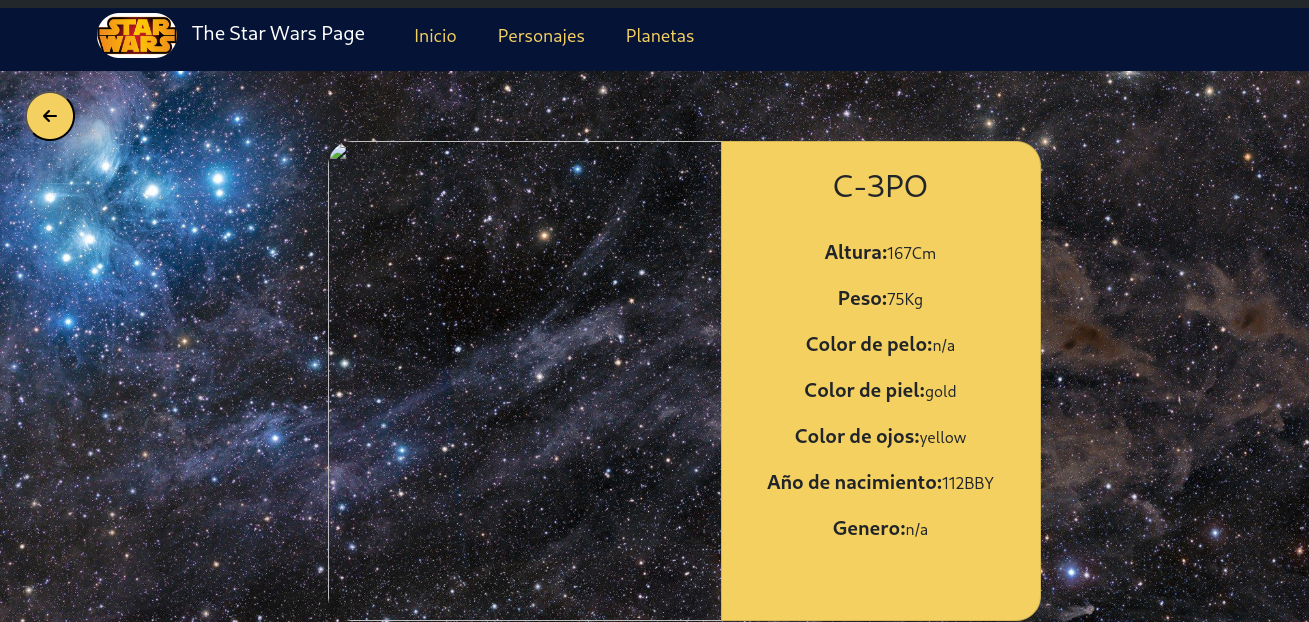 STAR
WARS
The Star Wars Page
Inicio
Personajes
Planetas
C-3PO
Altura:167Cm
Peso:75Kg
Color de pelo:n/a
Color de piel:gold
Color de ojos:yellow
Año de nacimiento:112BBY
Genero:n/a